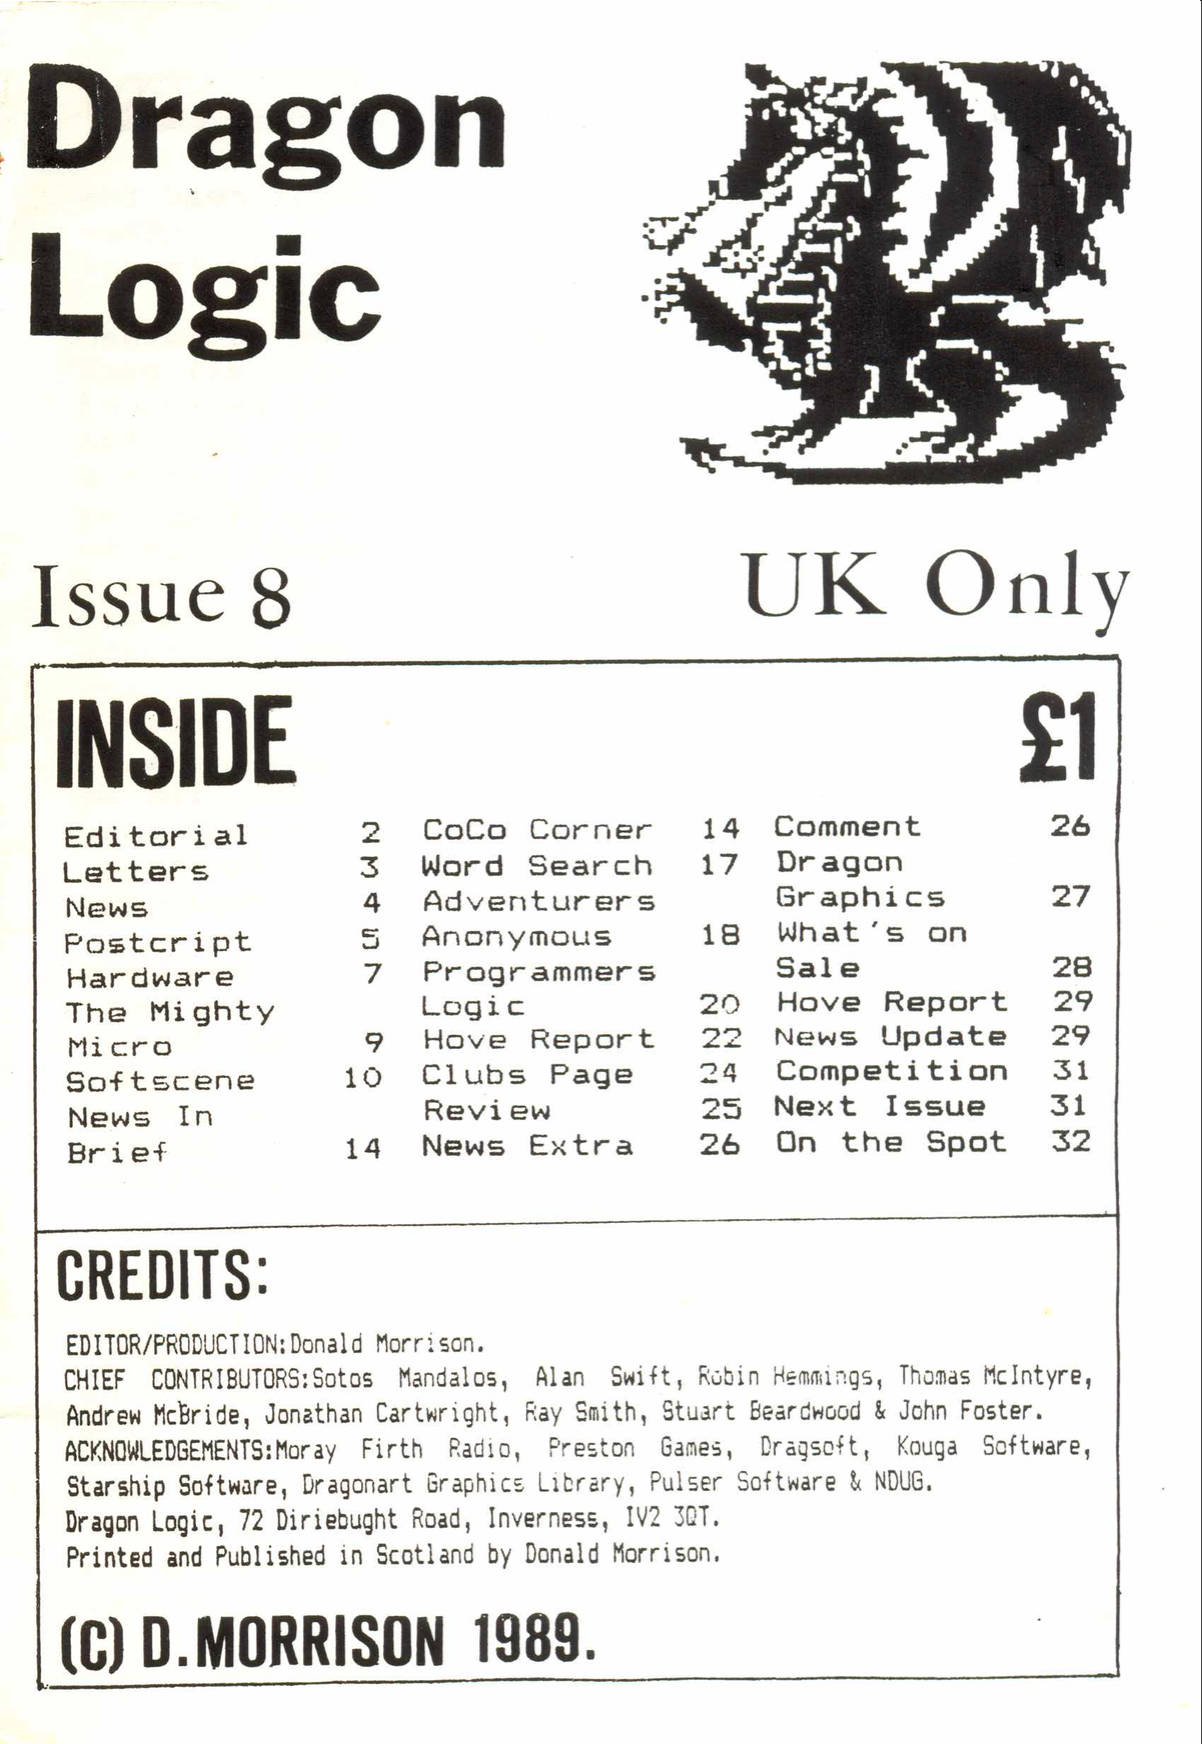 Dragon
Logic
Issue 8
UK Only
INSIDE
£1
Editorial 2
Letters 3
News 4
Postcript 5
Hardware 7
The Mighty
Micro 9
Softscene 10
News In
Brief 14
CoCo Corner 14
Word Search 17
Adventurers
Anonymous 18
Programmers
Logic 20
Hove Report 22
Clubs Page 24
Review 25
News Extra 26
Comment 26
Dragon
Graphics 27
What's on
Sale 28
Hove Report 29
News Update 29
Competition 31
Next Issue 31
On the Spot 32
CREDITS:
EDITOR/PRODUCTION:Donald Morrison.
CHIEF CONTRIBUTORS:Sotos Mandalos, Alan Swift, Robin Hemmings, Thomas McIntyre,
Andrew McBride, Jonathan Cartwright, Ray Smith, Stuart Beardwood & John Foster.
ACKNOWLEDGEMENTS:Moray Firth Radio, Preston Games, Dragsoft, Kouga Software,
Starship Software, Dragonart Graphics Library, Pulser Software & NDUG.
Dragon Logic, 72 Diriebught Road, Inverness, IV2 3QT.
Printed and Published in Scotland by Donald Morrison.
(C) D.MORRISON 1989.